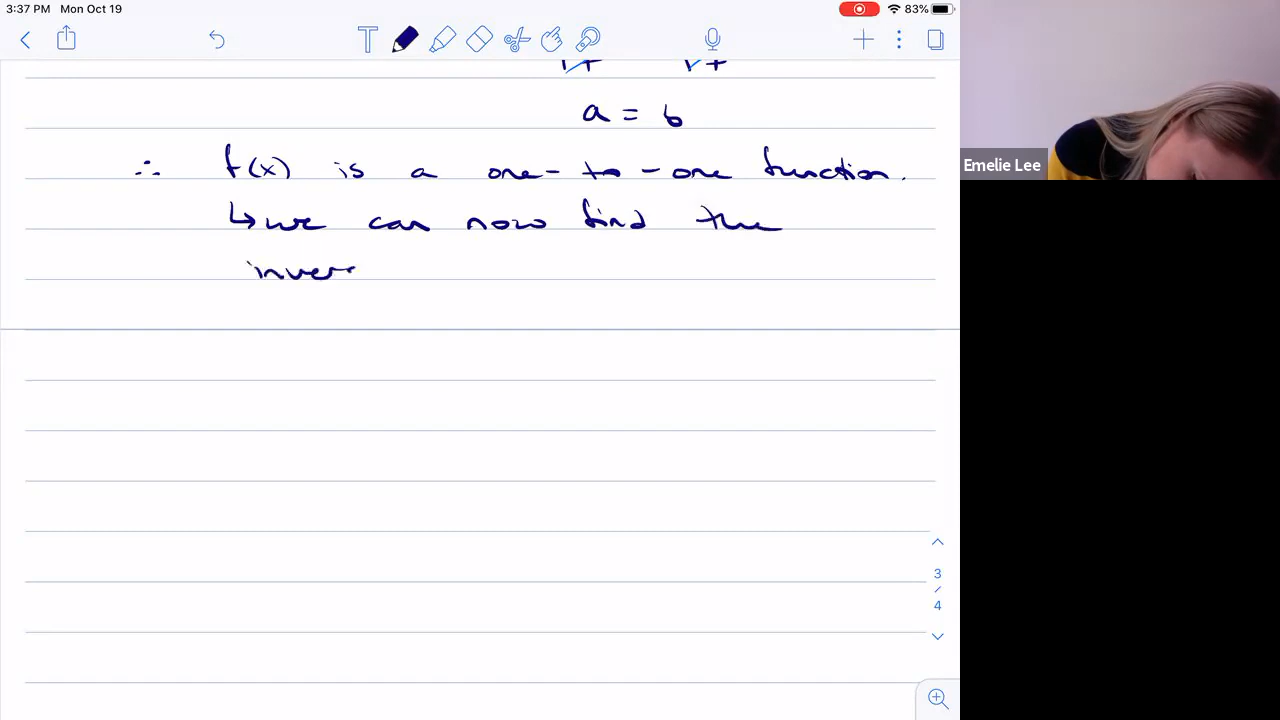 3:37 PM Mon Oct 19
83%
T
a = b
∴ f(x) is a one-to-one function.
↳ we can now find the
inver
Emelie Lee
3
/
4